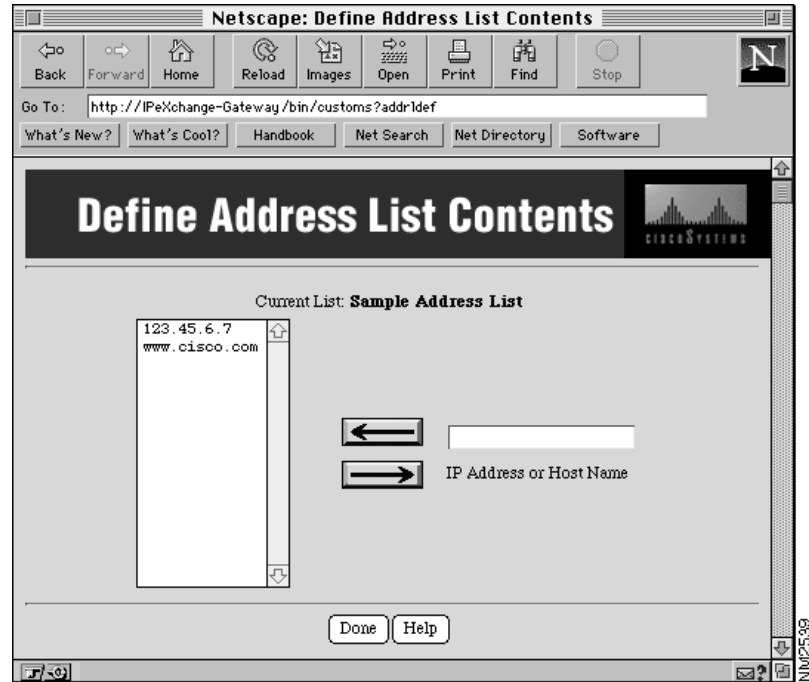 Netscape: Define Address List Contents
Back Forward Home Reload Images Open Print Find Stop
N
Go To: http://IPeXchange-Gateway/bin/customs?addrldef
What's New? What's Cool? Handbook Net Search Net Directory Software
Define Address List Contents
CISCOSYSTEMS
Current List: Sample Address List
123.45.6.7
www.cisco.com
IP Address or Host Name
Done Help
NM2539